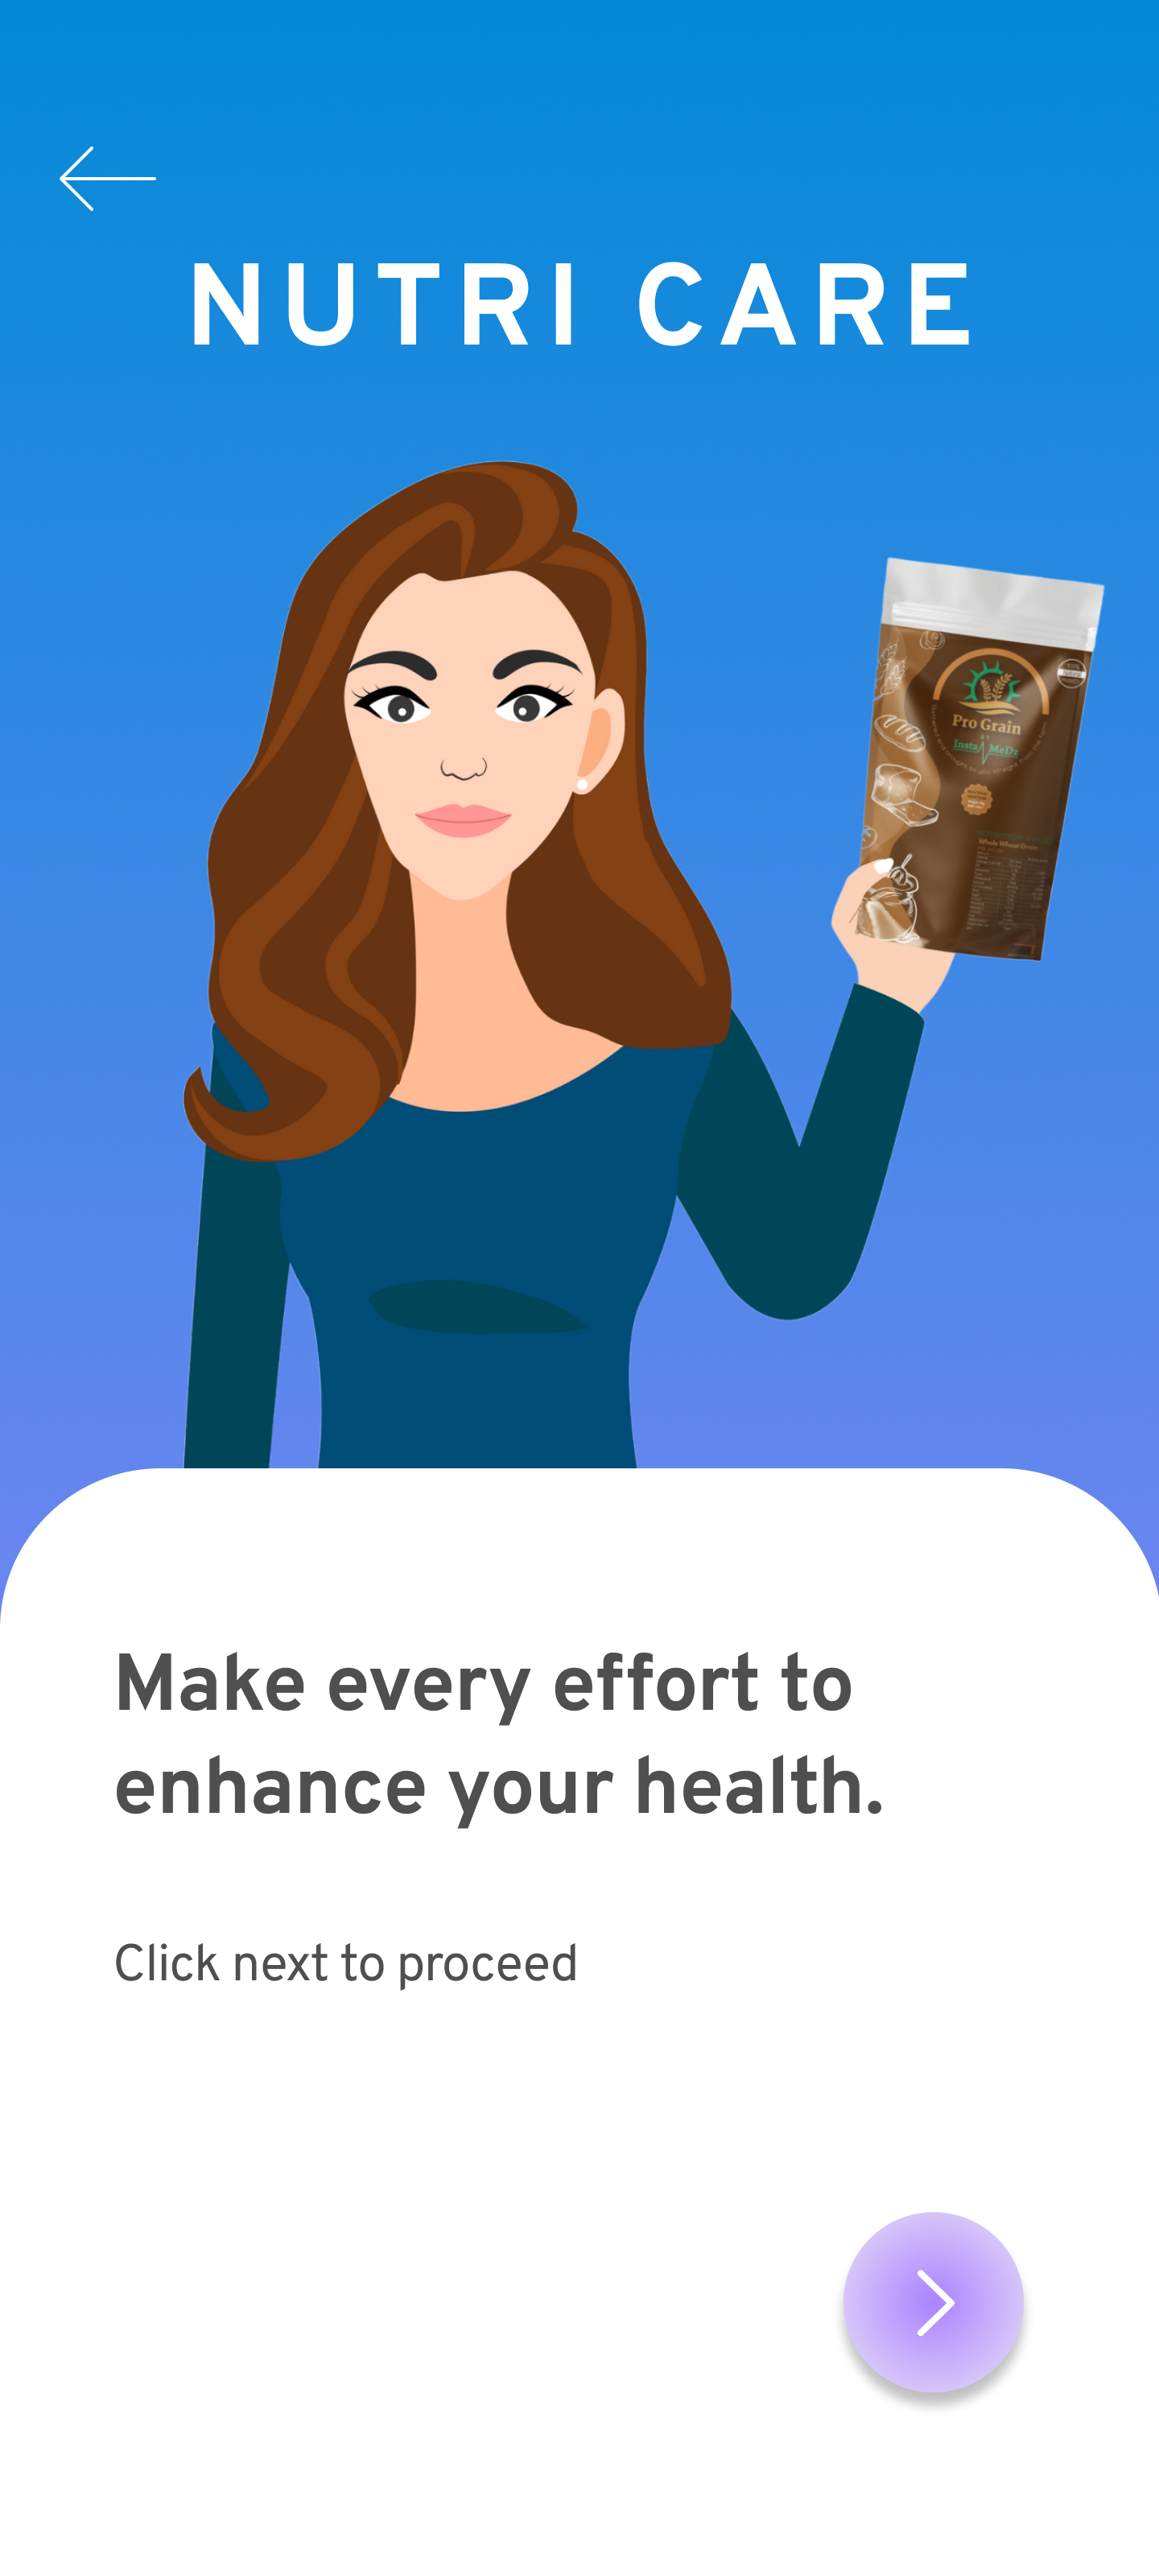 NUTRI CARE
Pro Grain
BY
Insta MeDz
Whole Wheat Grain
Make every effort to
enhance your health.
Click next to proceed